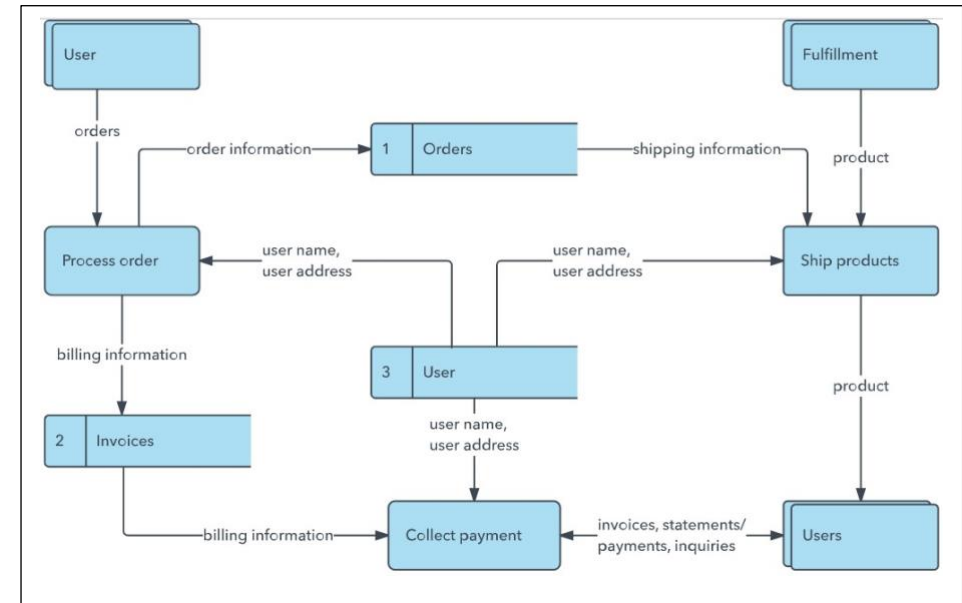 User
Fulfillment
orders
order information
1
Orders
shipping information
product
Process order
user name,
user address
user name,
user address
Ship products
billing information
3
User
product
user name,
user address
2
Invoices
billing information
Collect payment
invoices, statements/
payments, inquiries
Users